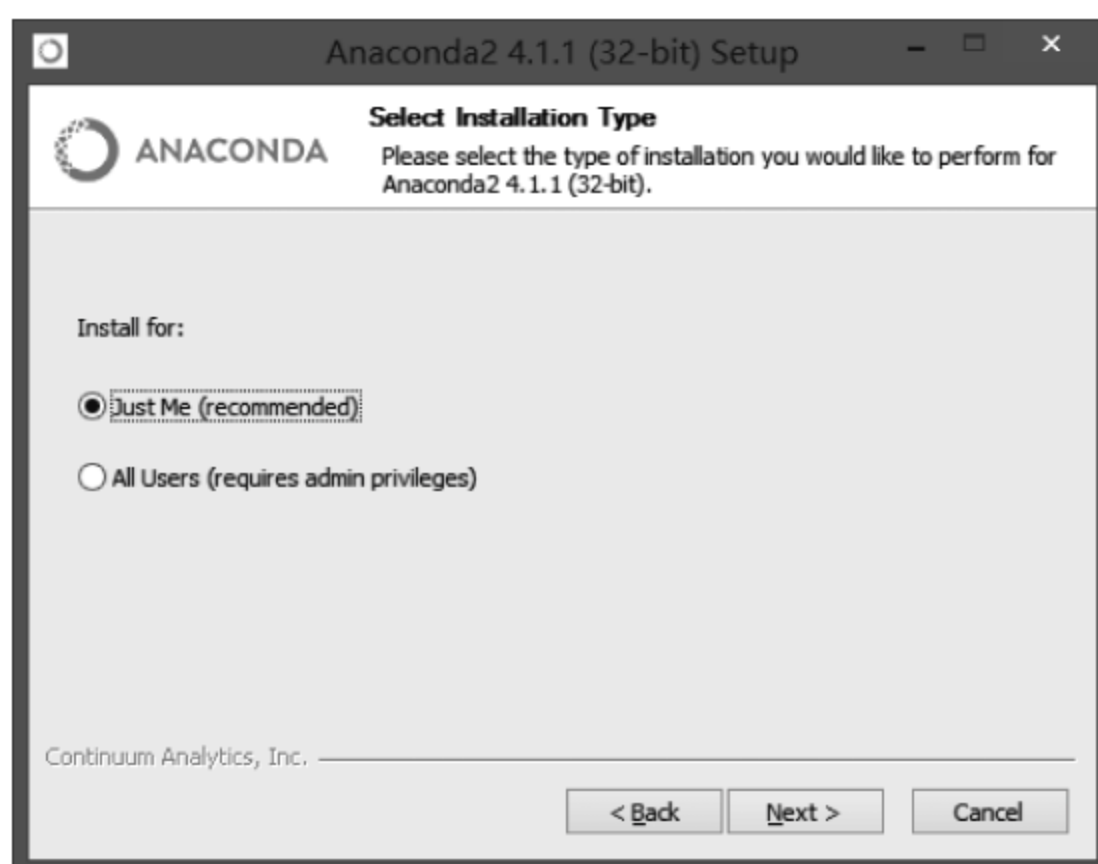 Anaconda2 4.1.1 (32-bit) Setup
ANACONDA
Select Installation Type
Please select the type of installation you would like to perform for
Anaconda2 4.1.1 (32-bit).
Install for:
Just Me (recommended)
All Users (requires admin privileges)
Continuum Analytics, Inc.
< Back
Next >
Cancel